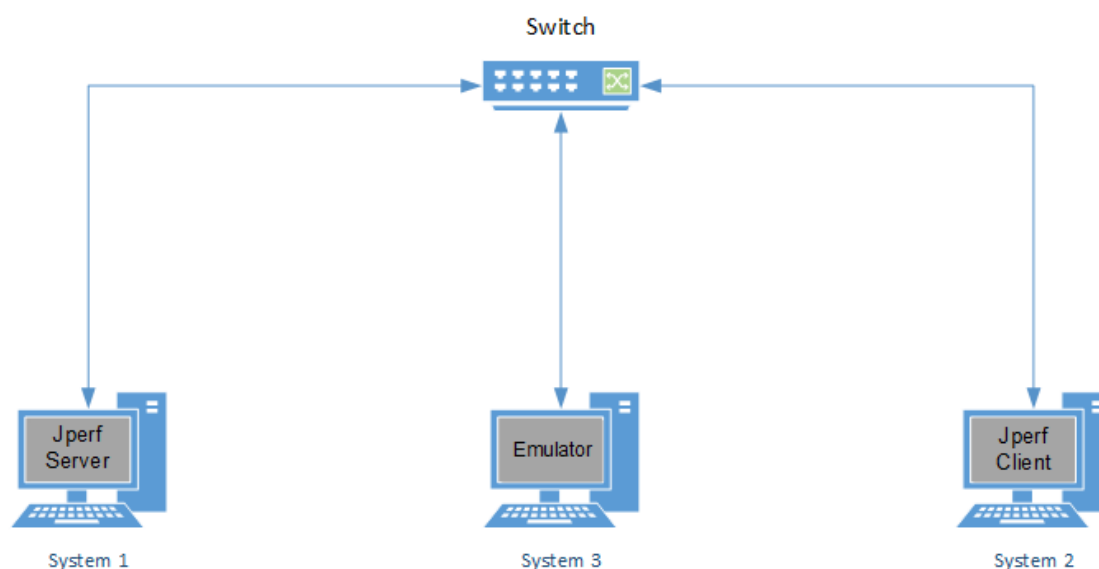 Switch
Jperf
Server
Emulator
Jperf
Client
System 1
System 3
System 2